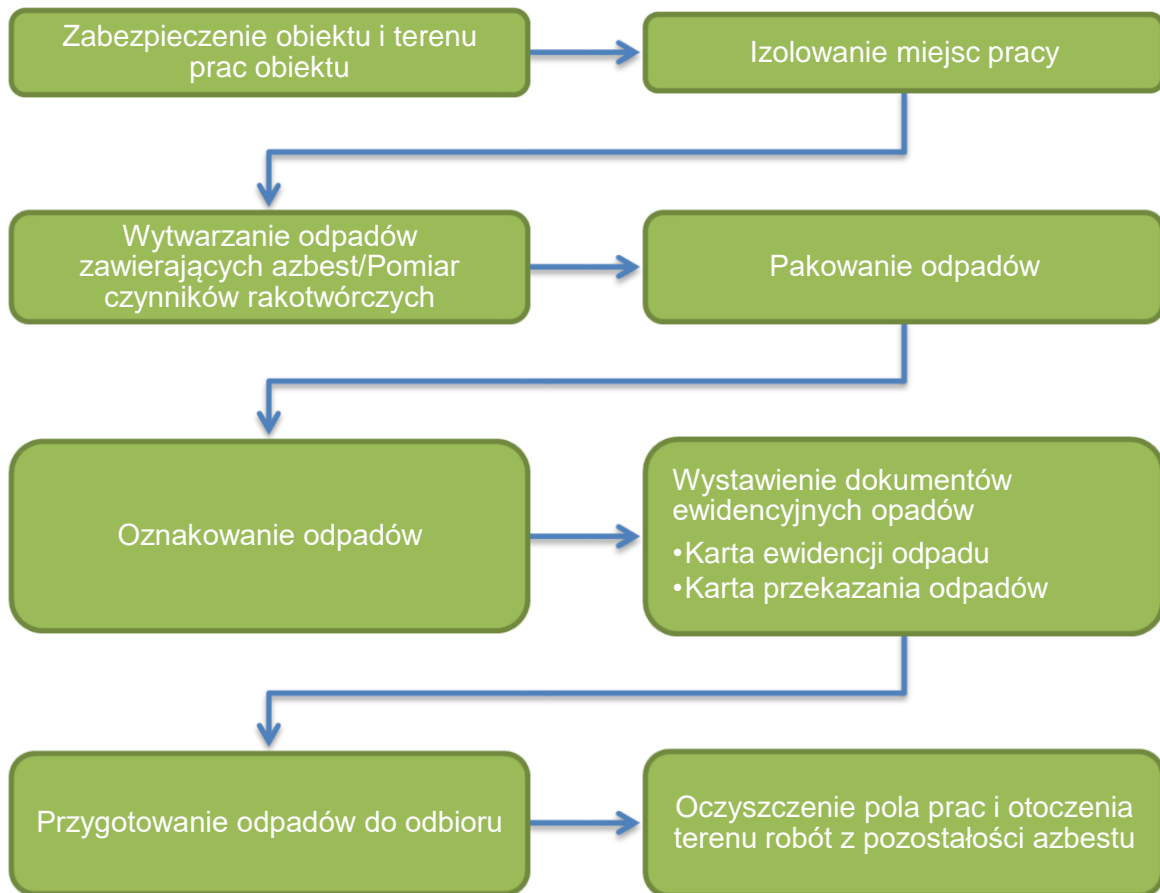 Zabezpieczenie obiektu i terenu
prac obiektu
Izolowanie miejsc pracy
Wytwarzanie odpadów
zawierających azbest/Pomiar
czynników rakotwórczych
Pakowanie odpadów
Oznakowanie odpadów
Wystawienie dokumentów
ewidencyjnych opadów
•Karta ewidencji odpadu
•Karta przekazania odpadów
Przygotowanie odpadów do odbioru
Oczyszczenie pola prac i otoczenia
terenu robót z pozostałości azbestu